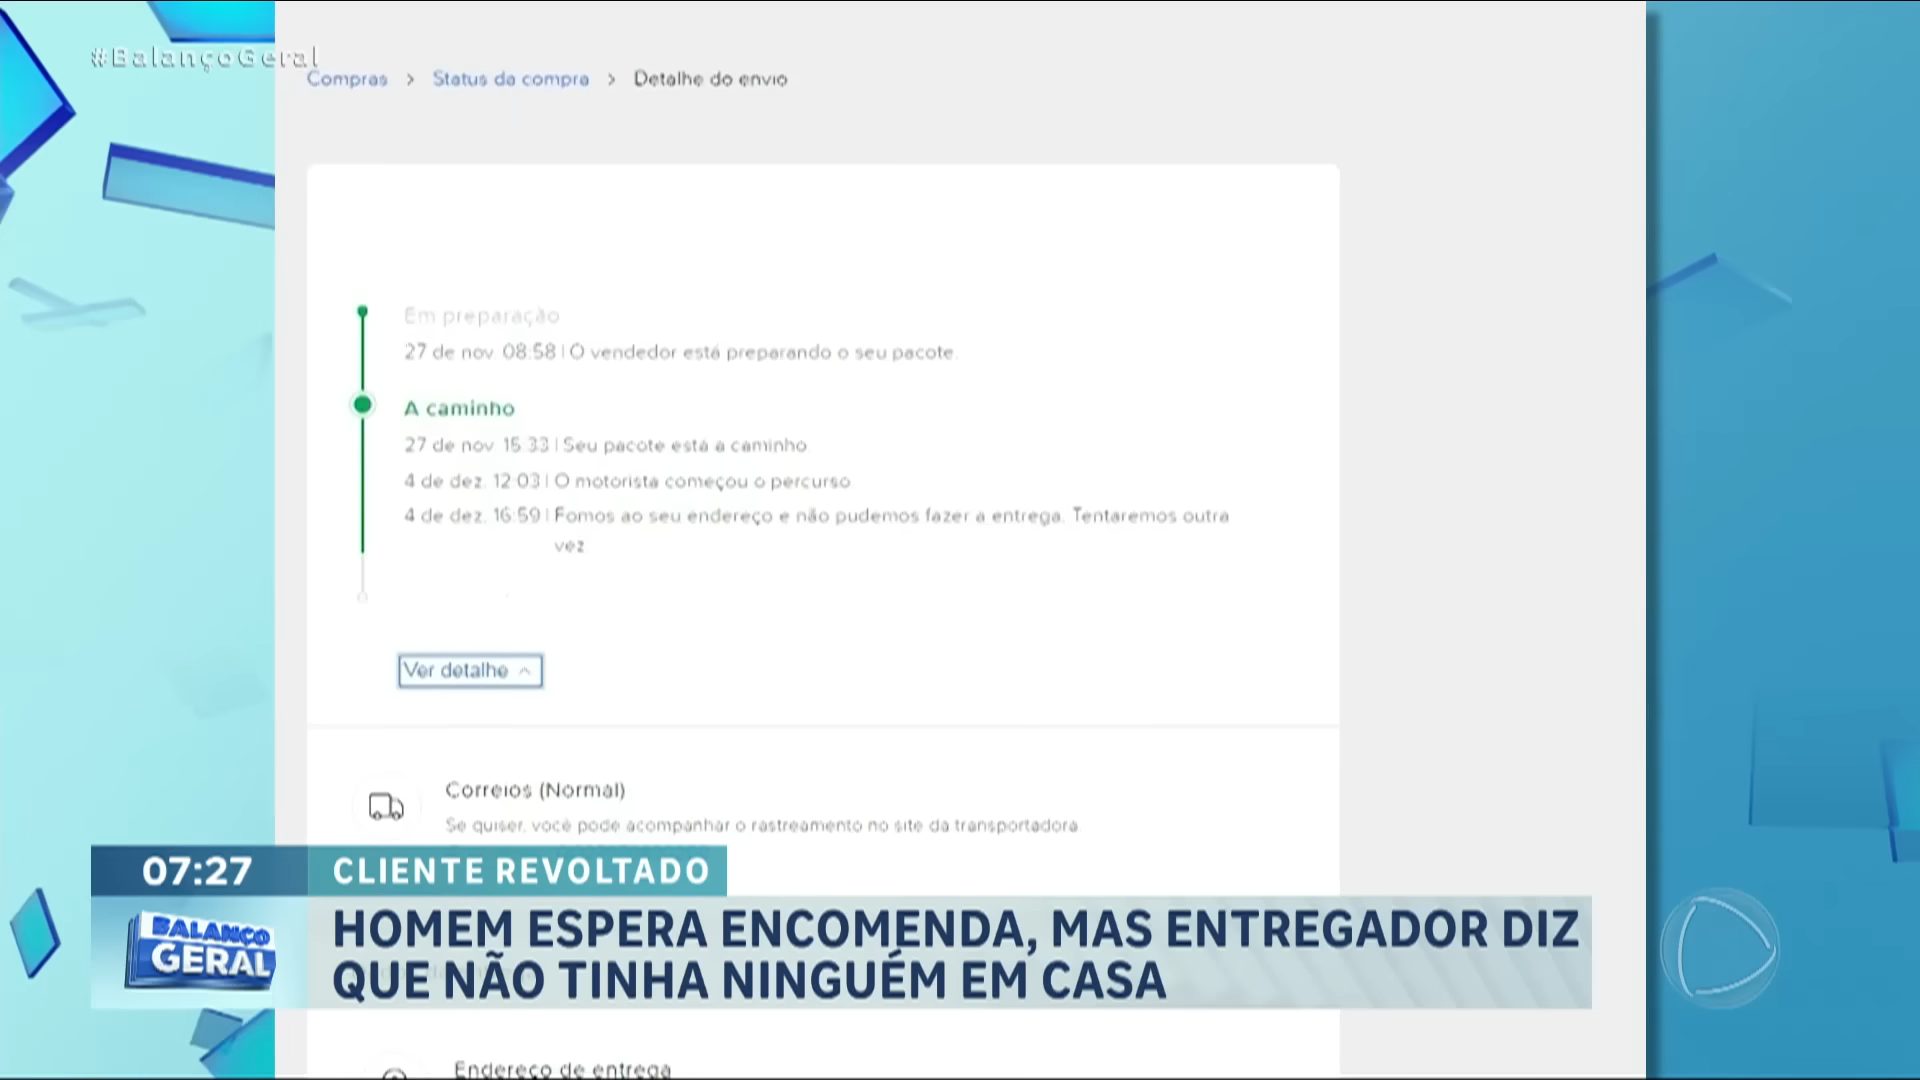 #BalançoGeral
Compras > Status da compra > Detalhe do envio
Em preparação
27 de nov 08:58 | O vendedor está preparando o seu pacote.
A caminho
27 de nov 15:33 | Seu pacote está a caminho
4 de dez. 12:03 | O motorista começou o percurso
4 de dez. 16:59 | Fomos ao seu endereço e não pudemos fazer a entrega. Tentaremos outra
vez
Ver detalhe
Correios (Normal)
Se quiser, você pode acompanhar o rastreamento no site da transportadora
07:27 CLIENTE REVOLTADO
BALANÇO
GERAL
HOMEM ESPERA ENCOMENDA, MAS ENTREGADOR DIZ
QUE NÃO TINHA NINGUÉM EM CASA
Endereço de entrega